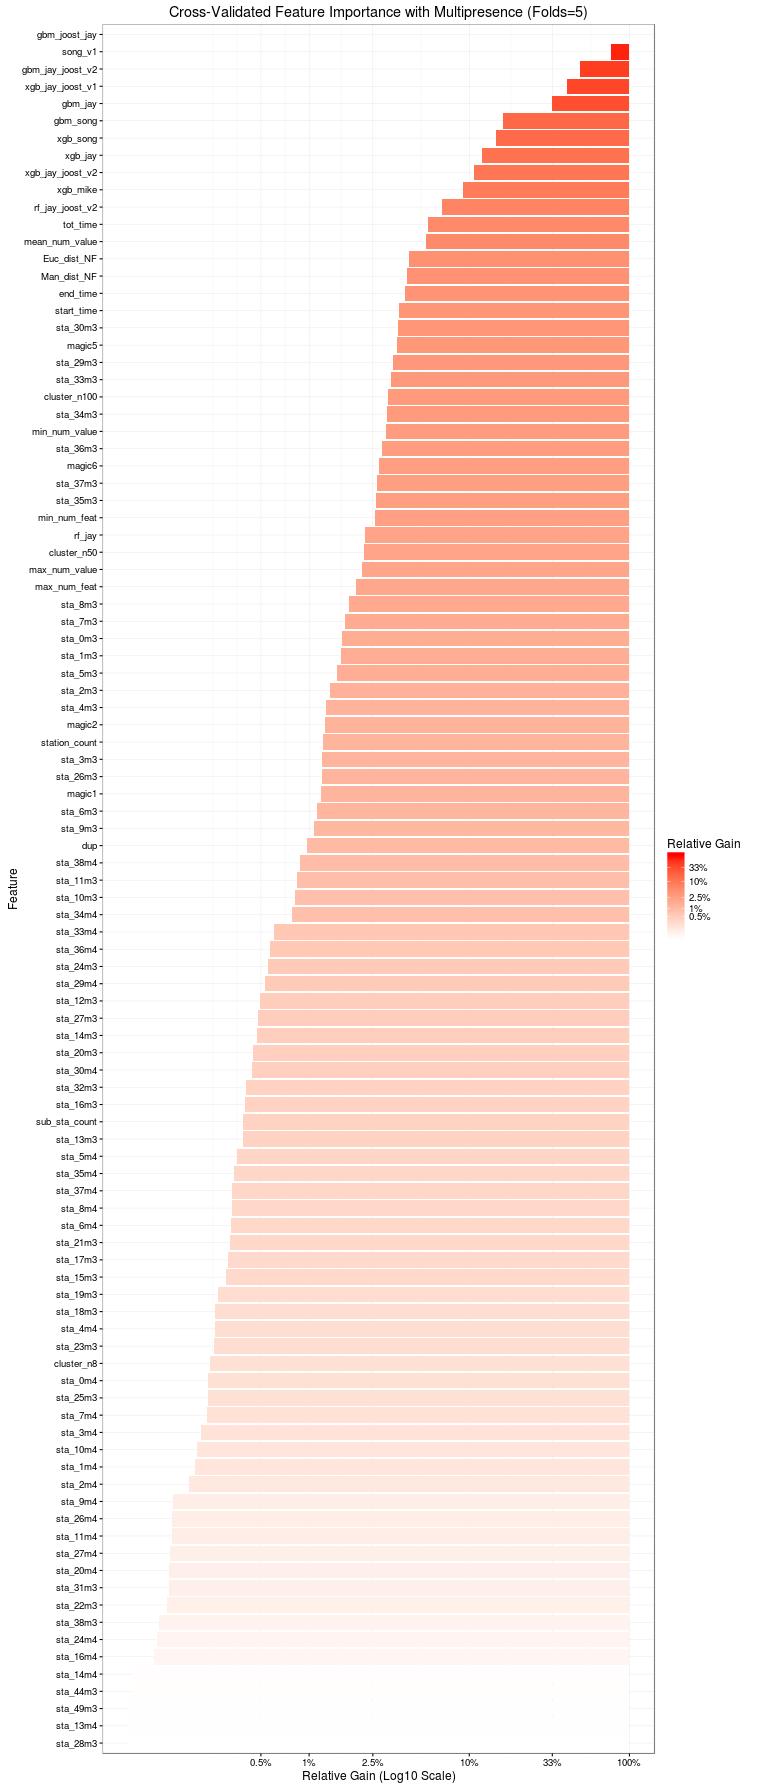 Cross-Validated Feature Importance with Multipresence (Folds=5)
gbm_joost_jay
song_v1
gbm_jay_joost_v2
xgb_jay_joost_v1
gbm_jay
gbm_song
xgb_song
xgb_jay
xgb_jay_joost_v2
xgb_mike
rf_jay_joost_v2
tot_time
mean_num_value
Euc_dist_NF
Man_dist_NF
end_time
start_time
sta_30m3
magic5
sta_29m3
sta_33m3
cluster_n100
sta_34m3
min_num_value
sta_36m3
magic6
sta_37m3
sta_35m3
min_num_feat
rf_jay
cluster_n50
max_num_value
max_num_feat
sta_8m3
sta_7m3
sta_0m3
sta_1m3
sta_5m3
sta_2m3
sta_4m3
magic2
station_count
sta_3m3
sta_26m3
magic1
sta_6m3
sta_9m3
dup
sta_38m4
sta_11m3
sta_10m3
sta_34m4
sta_33m4
sta_36m4
sta_24m3
sta_29m4
sta_12m3
sta_27m3
sta_14m3
sta_20m3
sta_30m4
sta_32m3
sta_16m3
sub_sta_count
sta_13m3
sta_5m4
sta_35m4
sta_37m4
sta_8m4
sta_6m4
sta_21m3
sta_17m3
sta_15m3
sta_19m3
sta_18m3
sta_4m4
sta_23m3
cluster_n8
sta_0m4
sta_25m3
sta_7m4
sta_3m4
sta_10m4
sta_1m4
sta_2m4
sta_9m4
sta_26m4
sta_11m4
sta_27m4
sta_20m4
sta_31m3
sta_22m3
sta_38m3
sta_24m4
sta_16m4
sta_14m4
sta_44m3
sta_49m3
sta_13m4
sta_28m3
Feature
0.5% 1% 2.5% 10% 33% 100%
Relative Gain (Log10 Scale)
Relative Gain
33%
10%
2.5%
1%
0.5%